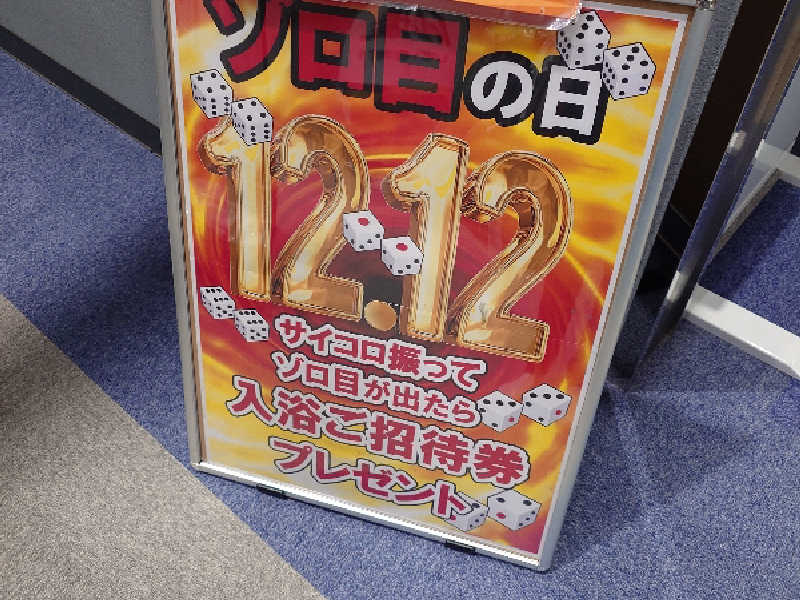 ゾロ目の日
12.12
サイコロ振って
ゾロ目が出たら
入浴ご招待券
プレゼント